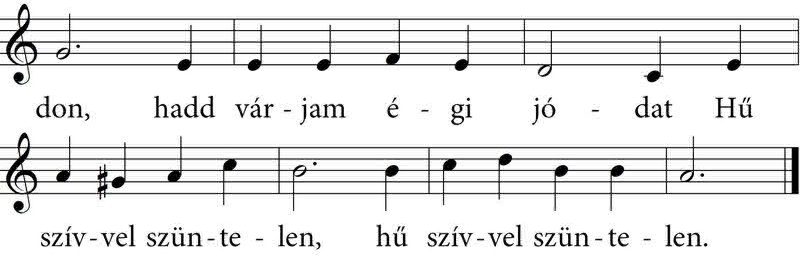 don, hadd vár - jam é - gi jó - dat Hű
szív - vel szün - te - len, hű szív - vel szün - te - len.